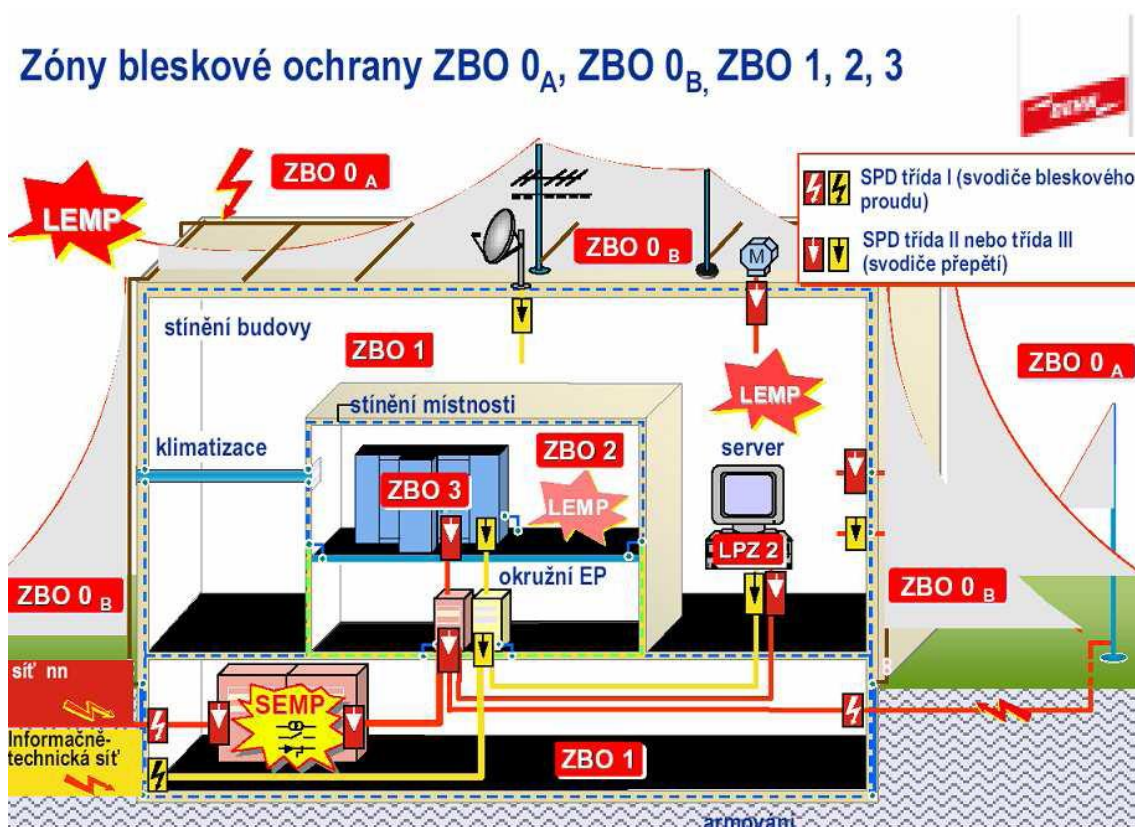 Zóny bleskové ochrany ZBO 0A, ZBO 0B, ZBO 1, 2, 3
DEHN
LEMP
ZBO 0 A
ZBO 0 B
M
SPD třída I (svodiče bleskového
proudu)
SPD třída II nebo třída III
(svodiče přepětí)
stínění budovy
ZBO 1
LEMP
ZBO 0 A
stínění místnosti
klimatizace
ZBO 2
server
ZBO 3
LEMP
LPZ 2
okružní EP
ZBO 0 B
ZBO 0 B
síť nn
SEMP
Informačně-
technická síť
ZBO 1
armování